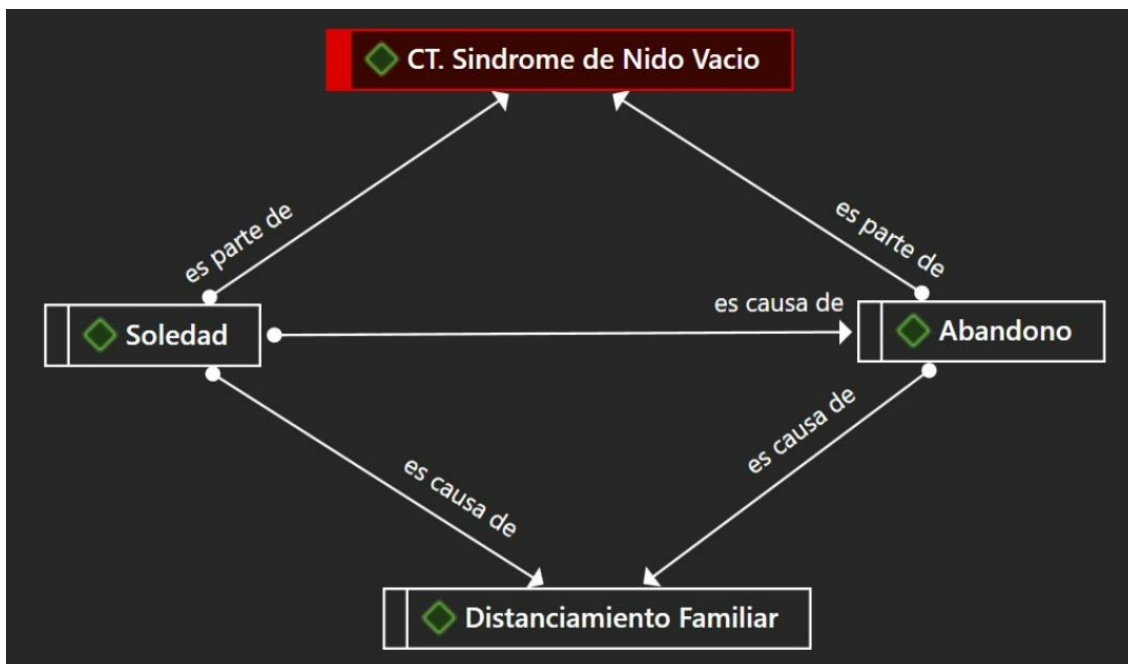 CT. Sindrome de Nido Vacio
es parte de
es parte de
es causa de
Soledad
Abandono
es causa de
es causa de
Distanciamiento Familiar